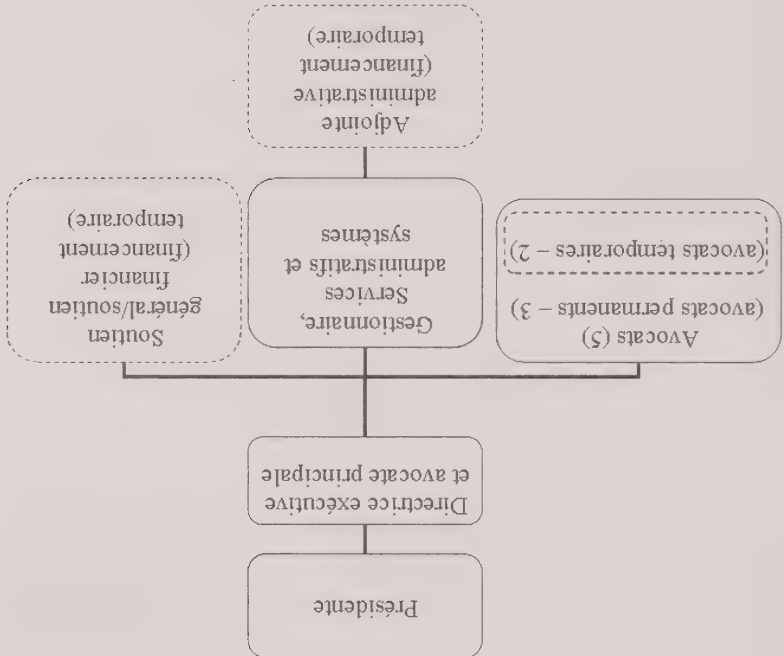 Présidente
Directrice exécutive
et avocate principale
Avocats (5)
(avocats permanents – 3)
(avocats temporaires – 2)
Gestionnaire,
Services
administratifs et
systèmes
Soutien
général/soutien
financier
(financement
temporaire)
Adjointe
administrative
(financement
temporaire)